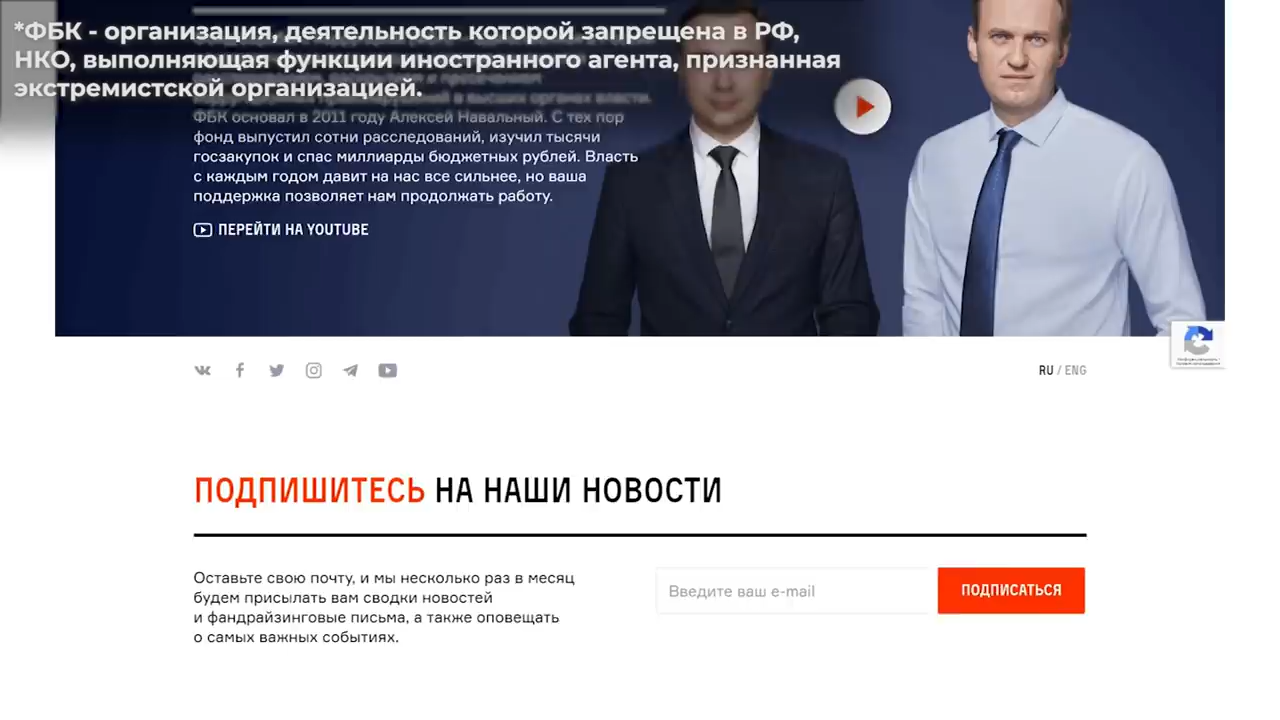 *ФБК - организация, деятельность которой запрещена в РФ,
НКО, выполняющая функции иностранного агента, признанная
экстремистской организацией.
в высших органах власти.
ФБК основал в 2011 году Алексей Навальный. С тех пор
фонд выпустил сотни расследований, изучил тысячи
госзакупок и спас миллиарды бюджетных рублей. Власть
с каждым годом давит на нас все сильнее, но ваша
поддержка позволяет нам продолжать работу.
ПЕРЕЙТИ НА YOUTUBE
RU / ENG
ПОДПИШИТЕСЬ НА НАШИ НОВОСТИ
Оставьте свою почту, и мы несколько раз в месяц
будем присылать вам сводки новостей
и фандрайзинговые письма, а также оповещать
о самых важных событиях.
Введите ваш e-mail
ПОДПИСАТЬСЯ